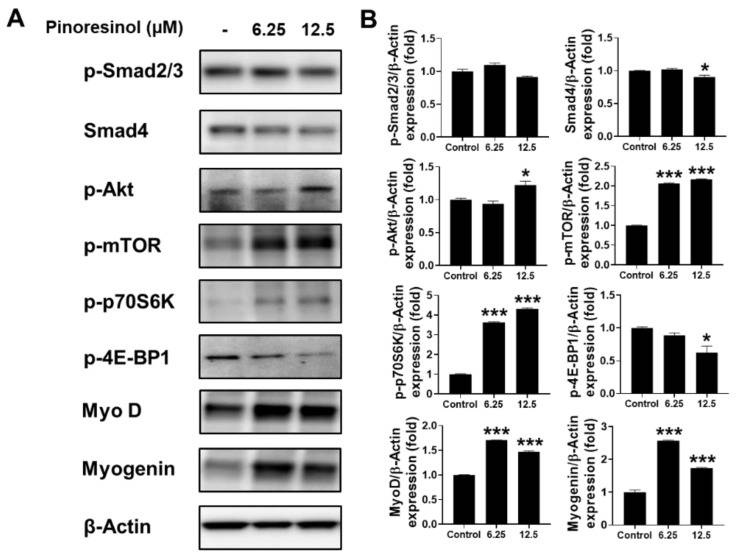 A
Pinoresinol (μM)
- 6.25 12.5
p-Smad2/3
Smad4
p-Akt
p-mTOR
p-p70S6K
p-4E-BP1
Myo D
Myogenin
β-Actin
B
p-Smad2/3/β-Actin
expression (fold)
1.5
1.0
0.5
0.0
Control 6.25 12.5
Smad4/β-Actin
expression (fold)
1.5
1.0
0.5
0.0
*
Control 6.25 12.5
p-Akt/β-Actin
expression (fold)
1.5
1.0
0.5
0.0
*
Control 6.25 12.5
p-mTOR/β-Actin
expression (fold)
2.5
2.0
1.5
1.0
0.5
0.0
*** ***
Control 6.25 12.5
p-p70S6K/β-Actin
expression (fold)
5
4
3
2
1
0
*** ***
Control 6.25 12.5
p-4E-BP1/β-Actin
expression (fold)
1.5
1.0
0.5
0.0
*
Control 6.25 12.5
MyoD/β-Actin
expression (fold)
2.0
1.5
1.0
0.5
0.0
*** ***
Control 6.25 12.5
Myogenin/β-Actin
expression (fold)
3
2
1
0
*** ***
Control 6.25 12.5